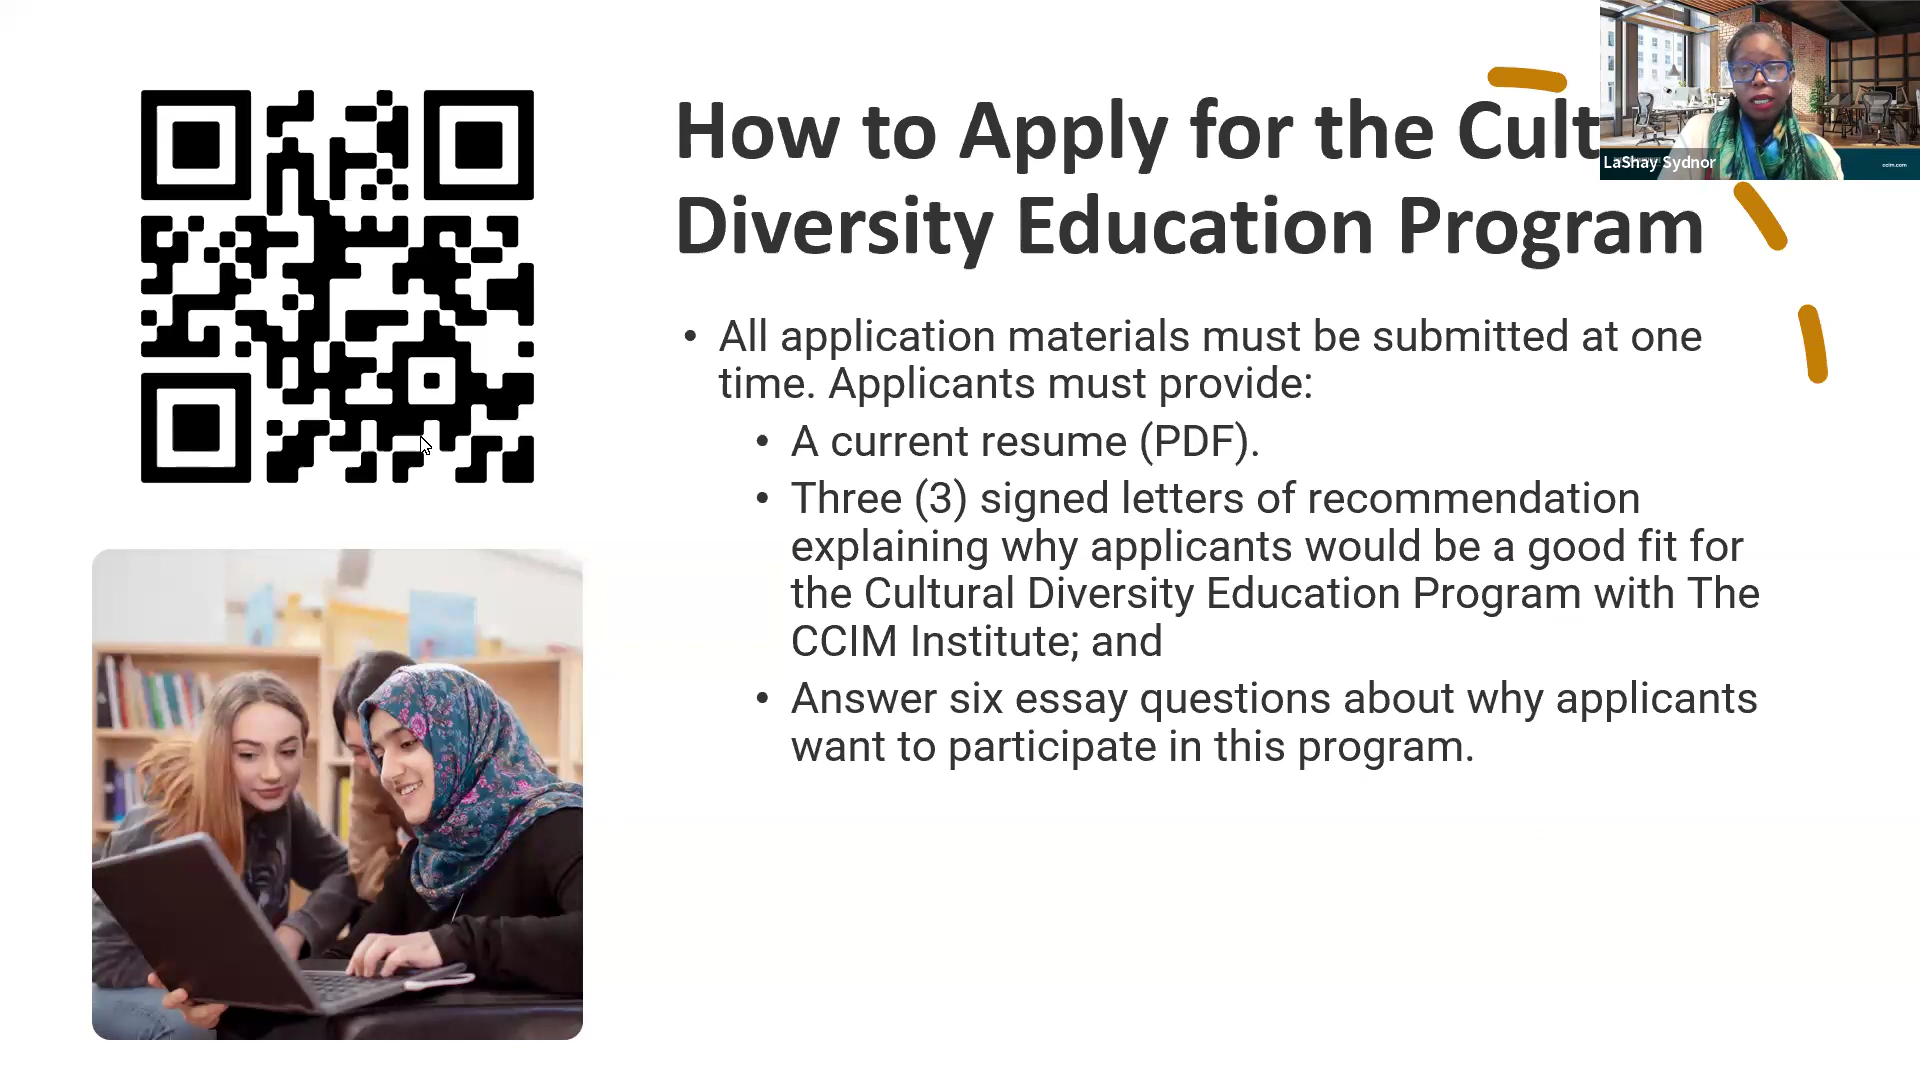 How to Apply for the Cult
Diversity Education Program
LaShay Sydnor
ccim.com
• All application materials must be submitted at one
time. Applicants must provide:
• A current resume (PDF).
• Three (3) signed letters of recommendation
explaining why applicants would be a good fit for
the Cultural Diversity Education Program with The
CCIM Institute; and
• Answer six essay questions about why applicants
want to participate in this program.